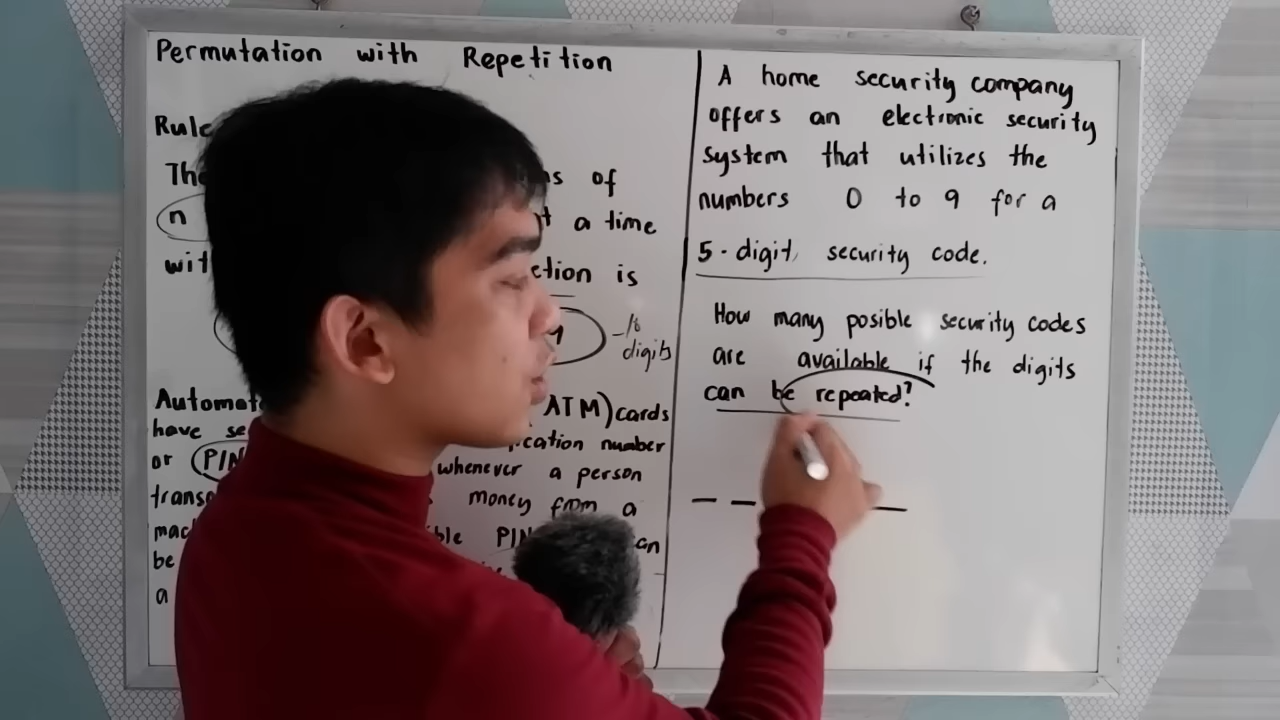 Permutation with Repetition
Rule
The
of
n
at a time
wit
is
digits
Automat
ATM) cards
have se
cation number
or (PIN
whenever a person
trans
money from a
mac
ble PIN
an
be
a
A home security company
offers an electronic security
system that utilizes the
numbers 0 to 9 for a
5-digit security code.
How many posible security codes
are available if the digits
can be repeated?